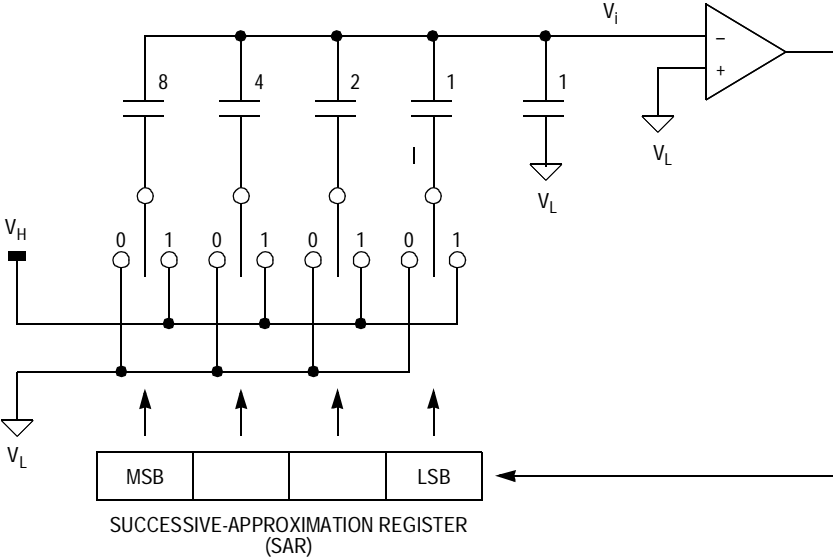 Vi
8 4 2 1 1
− +
VL
VL
VH
0 1 0 1 0 1 0 1
VL
MSB LSB
SUCCESSIVE-APPROXIMATION REGISTER
(SAR)